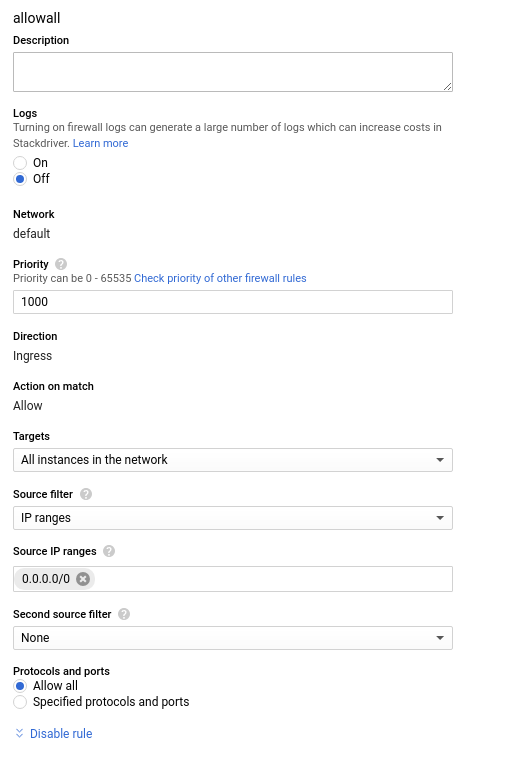 allowall
Description
Logs
Turning on firewall logs can generate a large number of logs which can increase costs in
Stackdriver. Learn more
On
Off
Network
default
Priority ?
Priority can be 0 - 65535 Check priority of other firewall rules
1000
Direction
Ingress
Action on match
Allow
Targets
All instances in the network
Source filter ?
IP ranges
Source IP ranges ?
0.0.0.0/0
Second source filter ?
None
Protocols and ports
Allow all
Specified protocols and ports
Disable rule